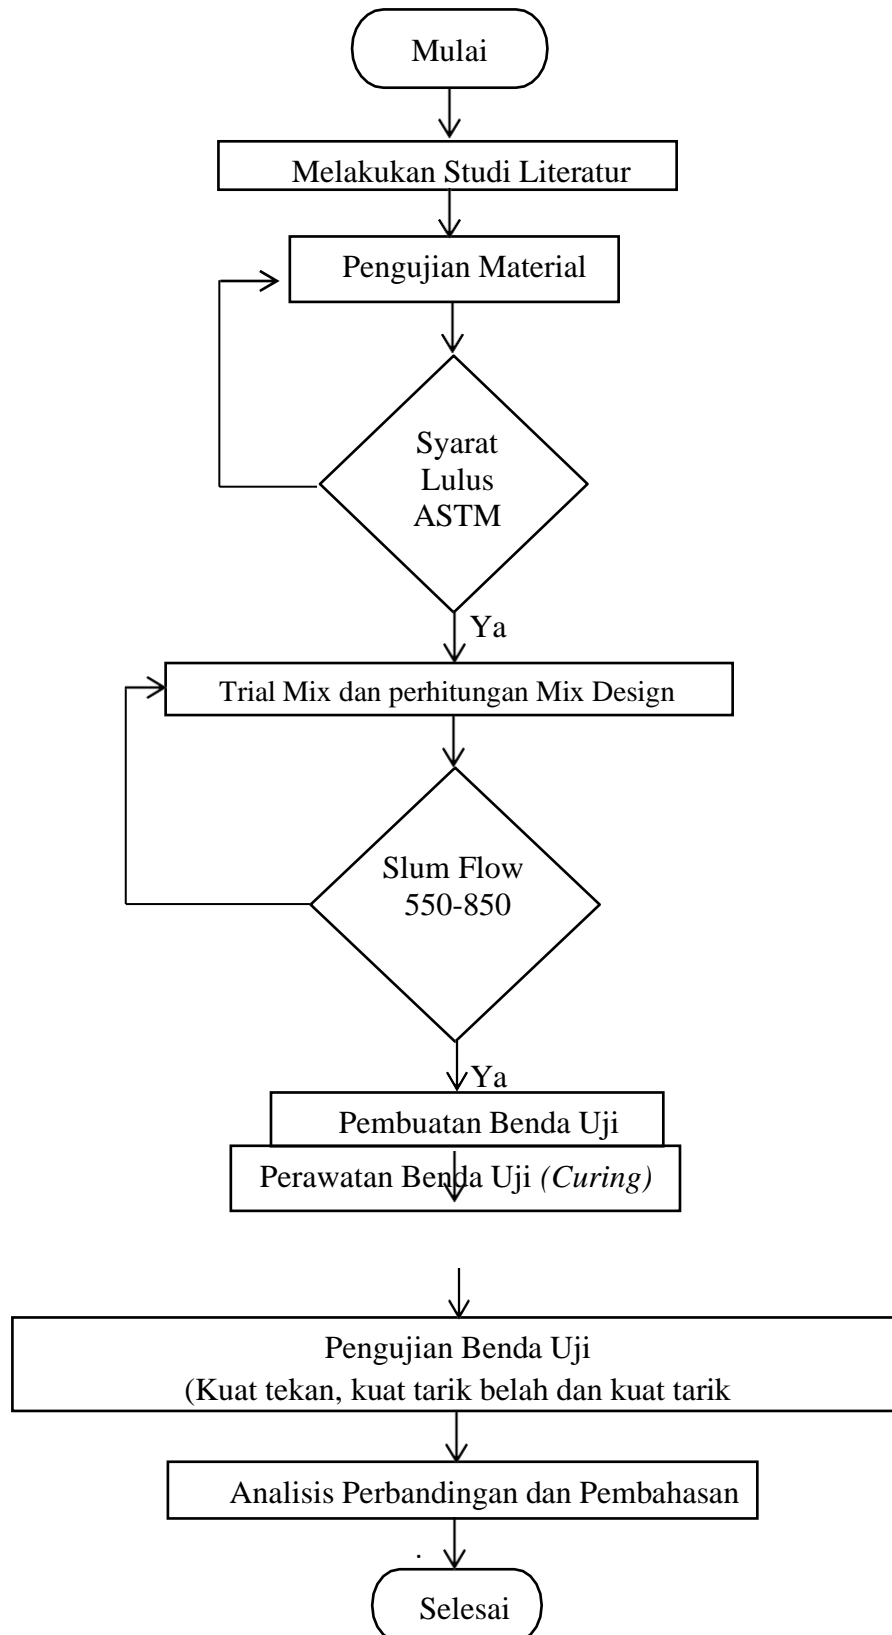 Mulai
Melakukan Studi Literatur
Pengujian Material
Syarat
Lulus
ASTM
Ya
Trial Mix dan perhitungan Mix Design
Slum Flow
550-850
Ya
Pembuatan Benda Uji
Perawatan Benda Uji (Curing)
Pengujian Benda Uji
(Kuat tekan, kuat tarik belah dan kuat tarik
Analisis Perbandingan dan Pembahasan
.
Selesai